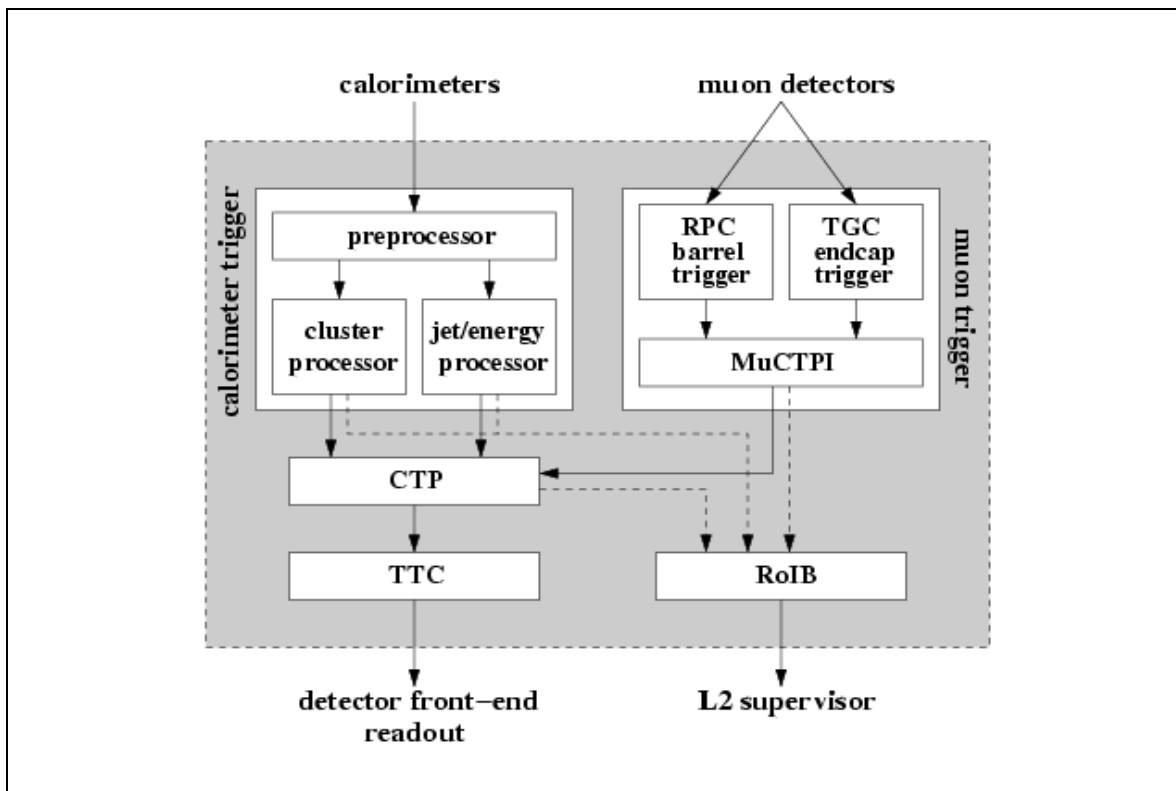 calorimeters
muon detectors
calorimeter trigger
preprocessor
cluster
processor
jet/energy
processor
RPC
barrel
trigger
TGC
endcap
trigger
MuCTPI
muon trigger
CTP
TTC
RoIB
detector front−end
readout
L2 supervisor